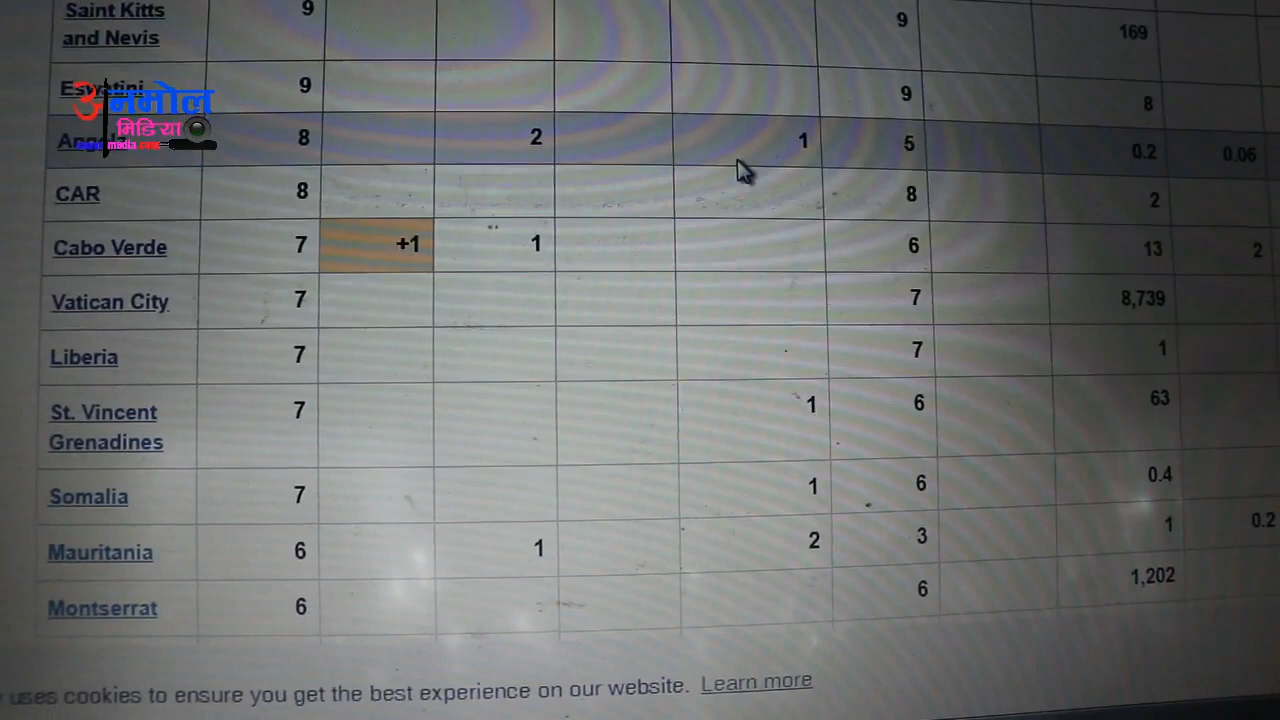 Saint Kitts 9 9 169
and Nevis
Eswatini 9 9 8
उनमोल
मिडिया
media
Angola 8 2 1 5 0.2 0.06
CAR 8 8 2
Cabo Verde 7 +1 1 6 13 2
Vatican City 7 7 8,739
Liberia 7 7 1
St. Vincent 7 1 6 63
Grenadines
Somalia 7 1 6 0.4
Mauritania 6 1 2 3 1 0.2
Montserrat 6 6 1,202
uses cookies to ensure you get the best experience on our website. Learn more